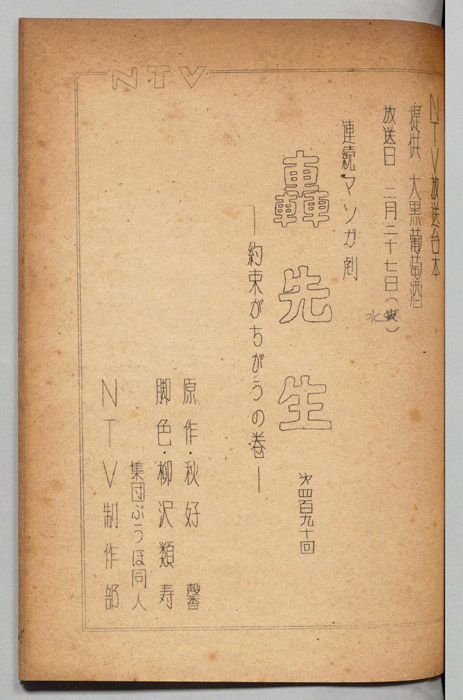 NTV放送台本
提供 大黒葡萄酒
放送日 二月二十七日(水)
連続マンガ劇
轟先生
第四百九十回
―約束がちがうの巻―
原作・秋好馨
脚色・柳沢類寿
集団ぶうほ同人
NTV制作部
NTV